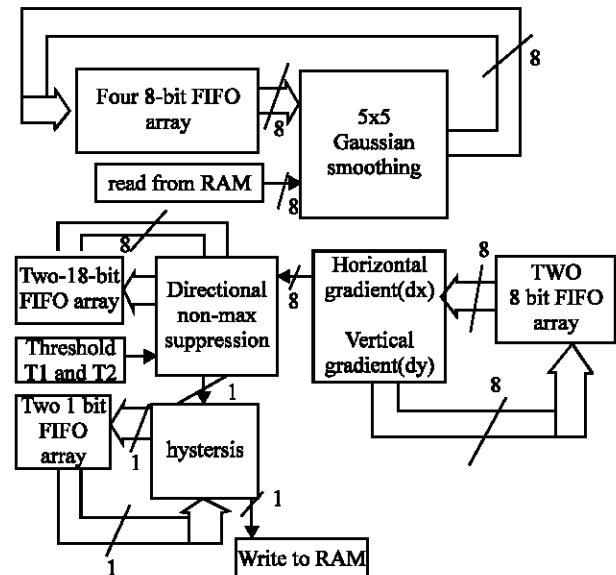 8
Four 8-bit FIFO
array
8
5x5
Gaussian
smoothing
read from RAM
8
8
Two-18-bit
FIFO array
Directional
non-max
suppression
8
Horizontal
gradient(dx)
Vertical
gradient(dy)
8
TWO
8 bit FIFO
array
Threshold
T1 and T2
8
1
Two 1 bit
FIFO
array
1
hystersis
1
1
Write to RAM